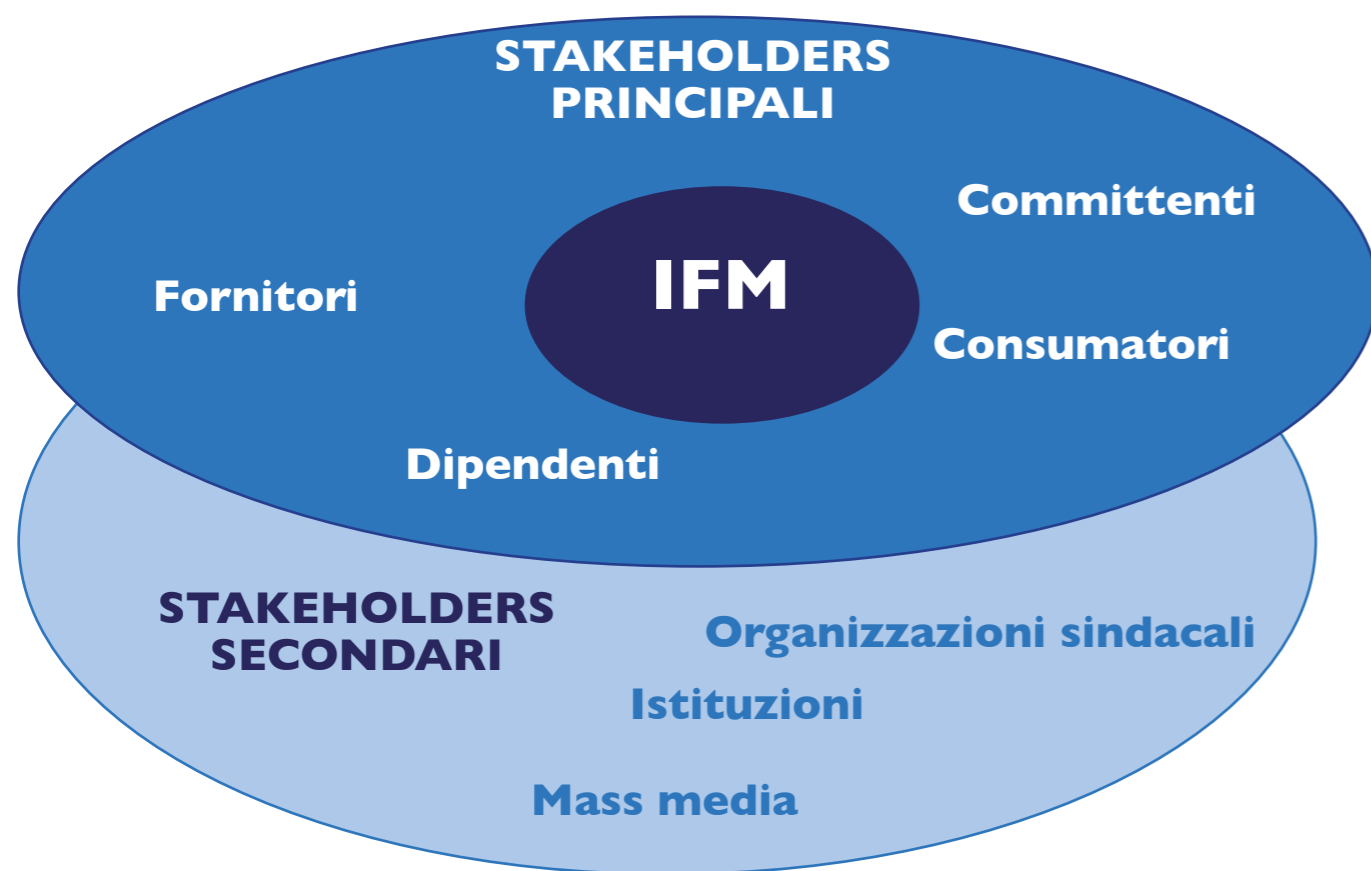 STAKEHOLDERS
PRINCIPALI
Committenti
IFM
Fornitori
Consumatori
Dipendenti
STAKEHOLDERS
SECONDARI
Organizzazioni sindacali
Istituzioni
Mass media